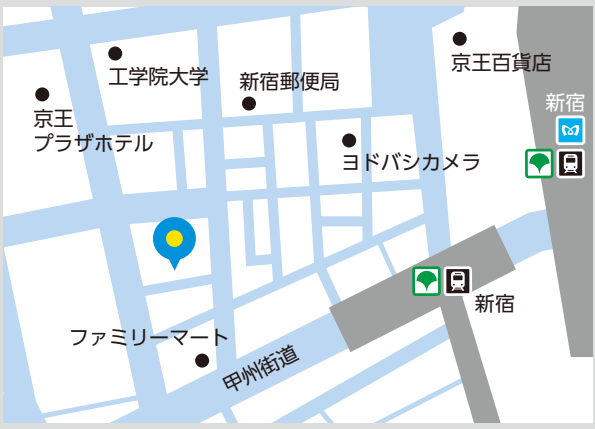 京王百貨店
工学院大学
新宿郵便局
新宿
京王
プラザホテル
ヨドバシカメラ
新宿
ファミリーマート
甲州街道